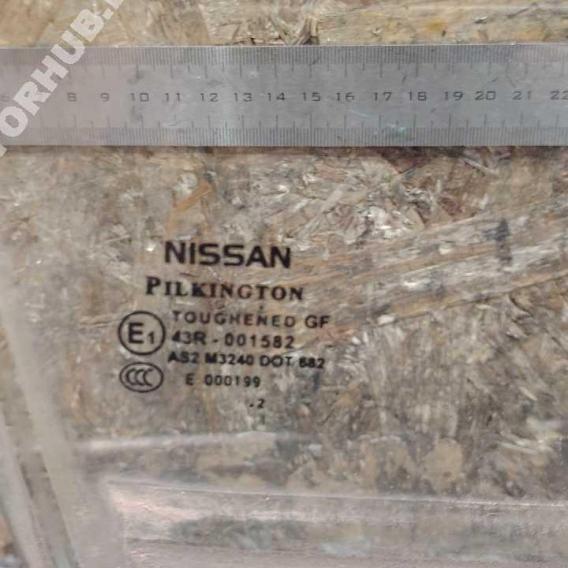 8 9 10 11 12 13 14 15 16 17 18 19 20 21 22
NISSAN
PILKINGTON
TOUGHENED GF
E1 43R - 001582
AS2 M3240 DOT 682
CCC E 000199
.2